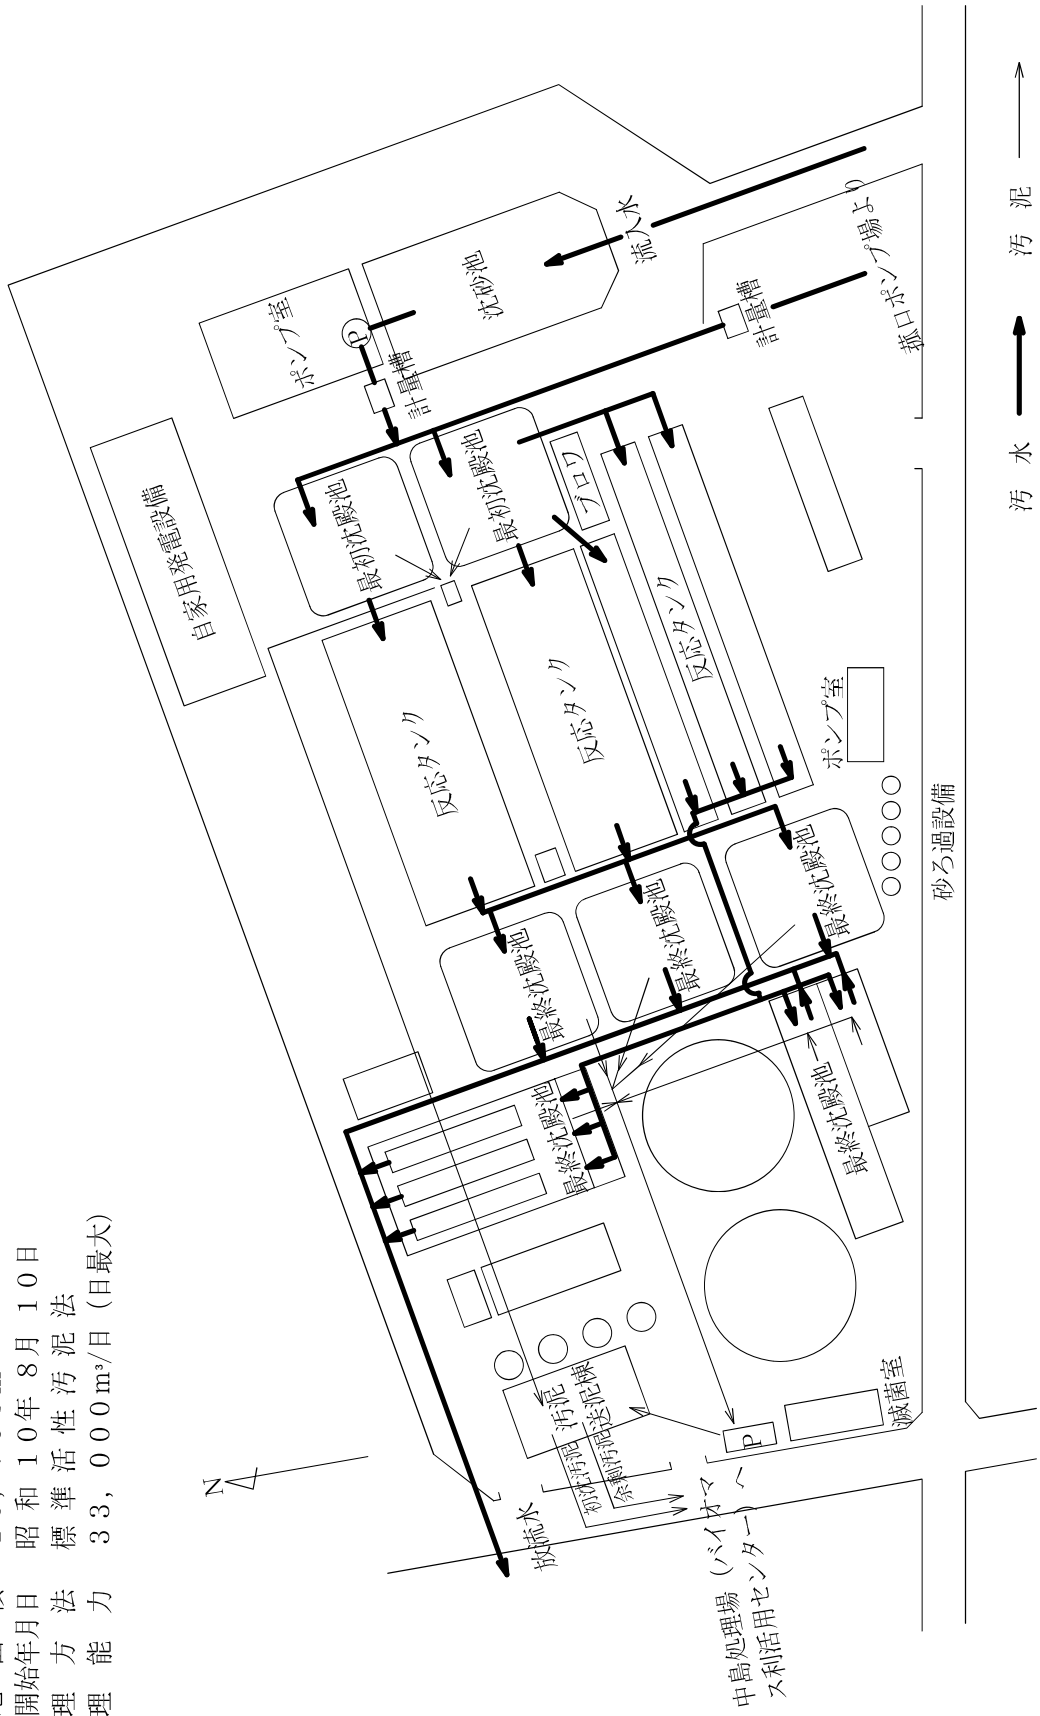 開始年月日 昭和10年8月10日
理方法 標準活性汚泥法
理能力 33,000m³/日(日最大)
N
自家用発電設備
ポンプ室
P
計量槽
沈砂池
流入水
計量槽
菰口ポンプ場より
最初沈殿池
最初沈殿池
ブロワ
反応タンク
反応タンク
反応タンク
ポンプ室
砂ろ過設備
最終沈殿池
最終沈殿池
最終沈殿池
最終沈殿池
最終沈殿池
汚泥
汚泥棟
初沈汚泥
余剰汚泥送泥
P
滅菌室
放流水
中島処理場(バイオマ
ス利活用センター)へ
汚水
汚泥